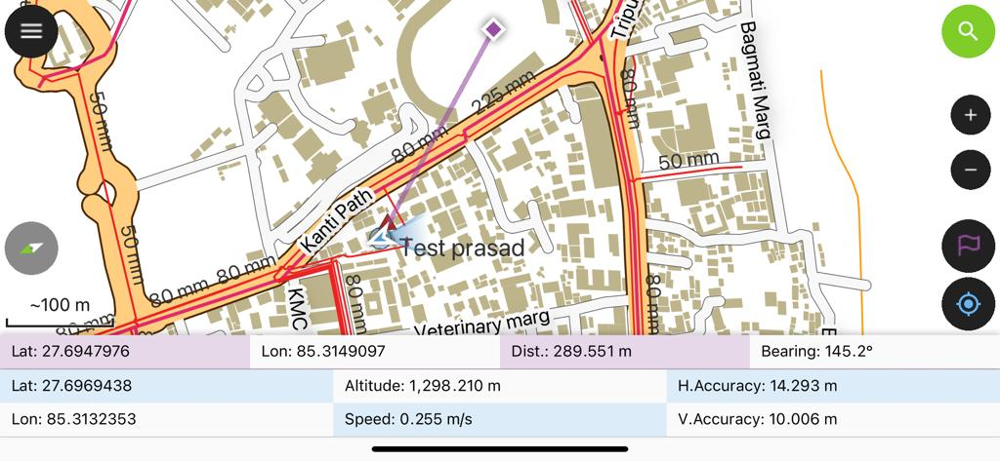 Tripu
Bagmati Marg
50 mm
225 mm
80 mm
80 mm
50 mm
Kanti Path
50 mm
Test prasad
80 mm
80 mm
~100 m
KMC
80 mm
80 mm
80 mm
Veterinary marg
E
Lat: 27.6947976
Lon: 85.3149097
Dist.: 289.551 m
Bearing: 145.2°
Lat: 27.6969438
Altitude: 1,298.210 m
H.Accuracy: 14.293 m
Lon: 85.3132353
Speed: 0.255 m/s
V.Accuracy: 10.006 m